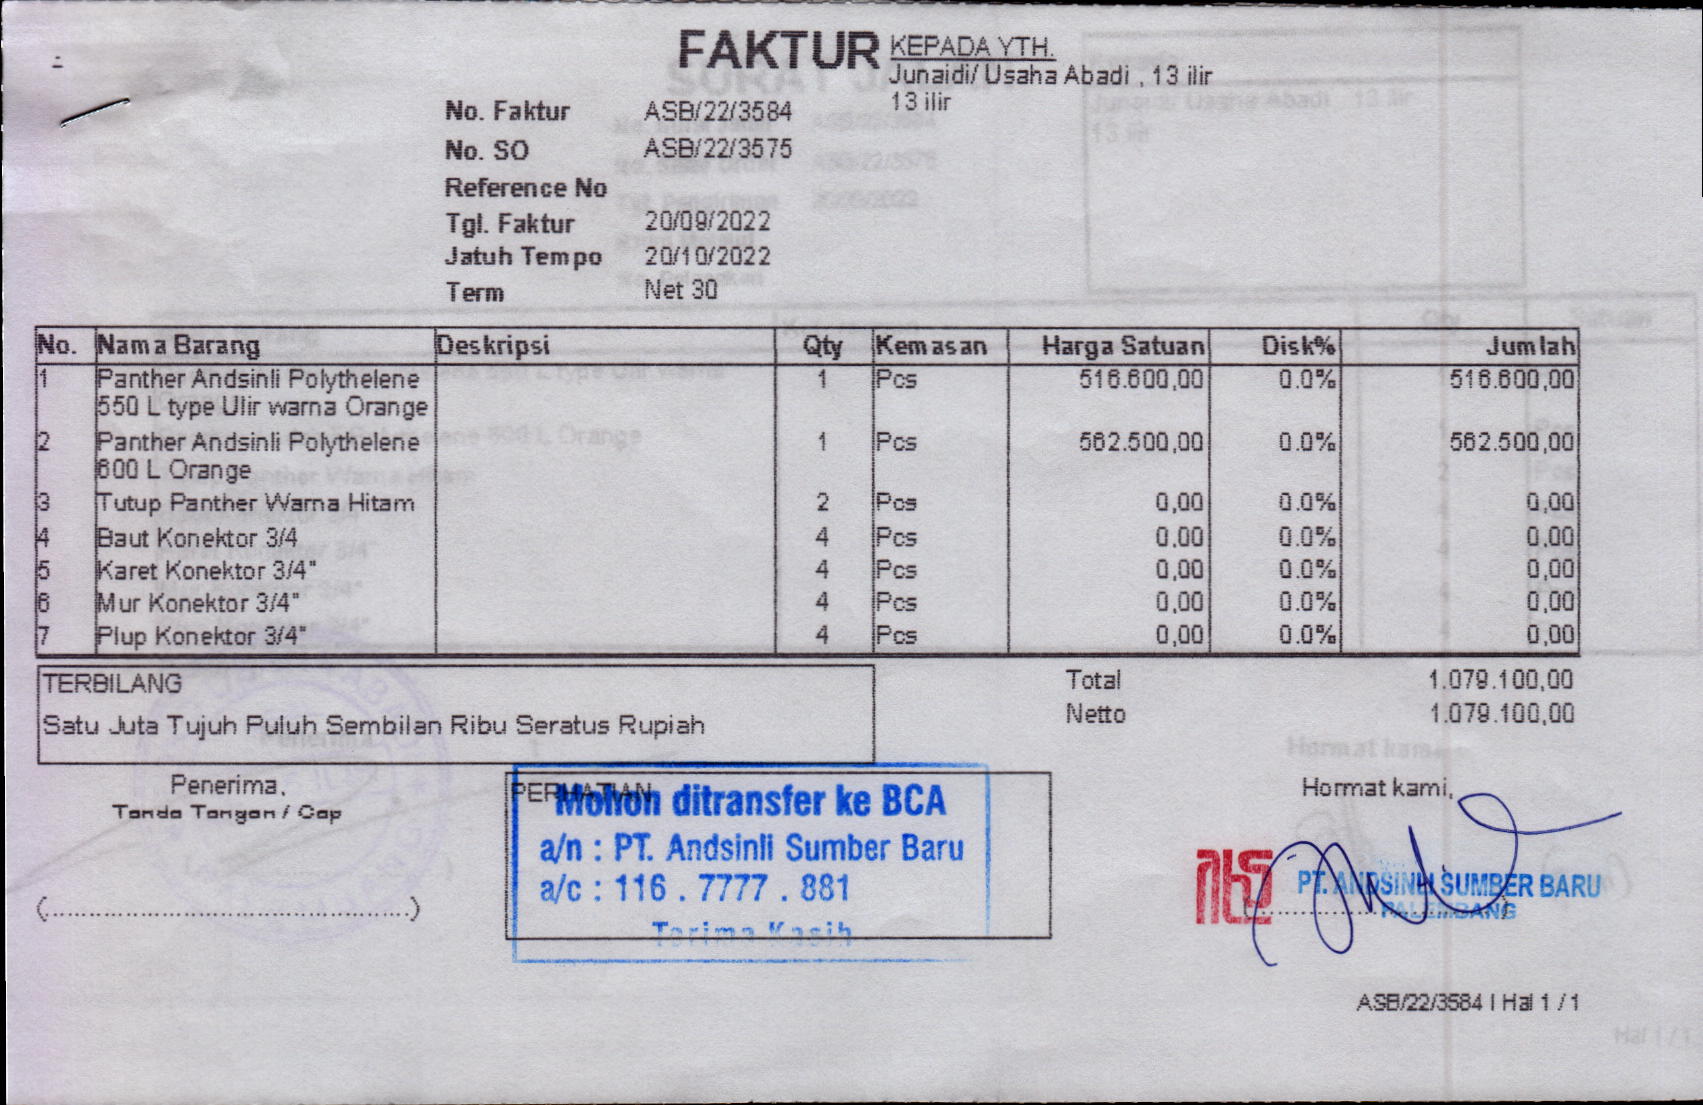 FAKTUR
KEPADA YTH.
Junaidi/ Usaha Abadi , 13 ilir
13 ilir
No. Faktur ASB/22/3584
No. SO ASB/22/3575
Reference No
Tgl. Faktur 20/09/2022
Jatuh Tempo 20/10/2022
Term Net 30
No. Nama Barang Deskripsi Qty Kemasan Harga Satuan Disk% Jumlah
1 Panther Andsinli Polythelene 1 Pcs 516.600,00 0.0% 516.600,00
550 L type Ulir warna Orange
2 Panther Andsinli Polythelene 1 Pcs 562.500,00 0.0% 562.500,00
600 L Orange
3 Tutup Panther Warna Hitam 2 Pcs 0,00 0.0% 0,00
4 Baut Konektor 3/4 4 Pcs 0,00 0.0% 0,00
5 Karet Konektor 3/4" 4 Pcs 0,00 0.0% 0,00
6 Mur Konektor 3/4" 4 Pcs 0,00 0.0% 0,00
7 Plup Konektor 3/4" 4 Pcs 0,00 0.0% 0,00
TERBILANG
Satu Juta Tujuh Puluh Sembilan Ribu Seratus Rupiah
Total 1.079.100,00
Netto 1.079.100,00
Penerima,
Tanda Tangan / Cap
(.............................................)
PERHATIAN
Mohon ditransfer ke BCA
a/n : PT. Andsinli Sumber Baru
a/c : 116 . 7777 . 881
Terima Kasih
Hormat kami,
PT. ANDSINLI SUMBER BARU
PALEMBANG
ASB/22/3584 | Hal 1 / 1